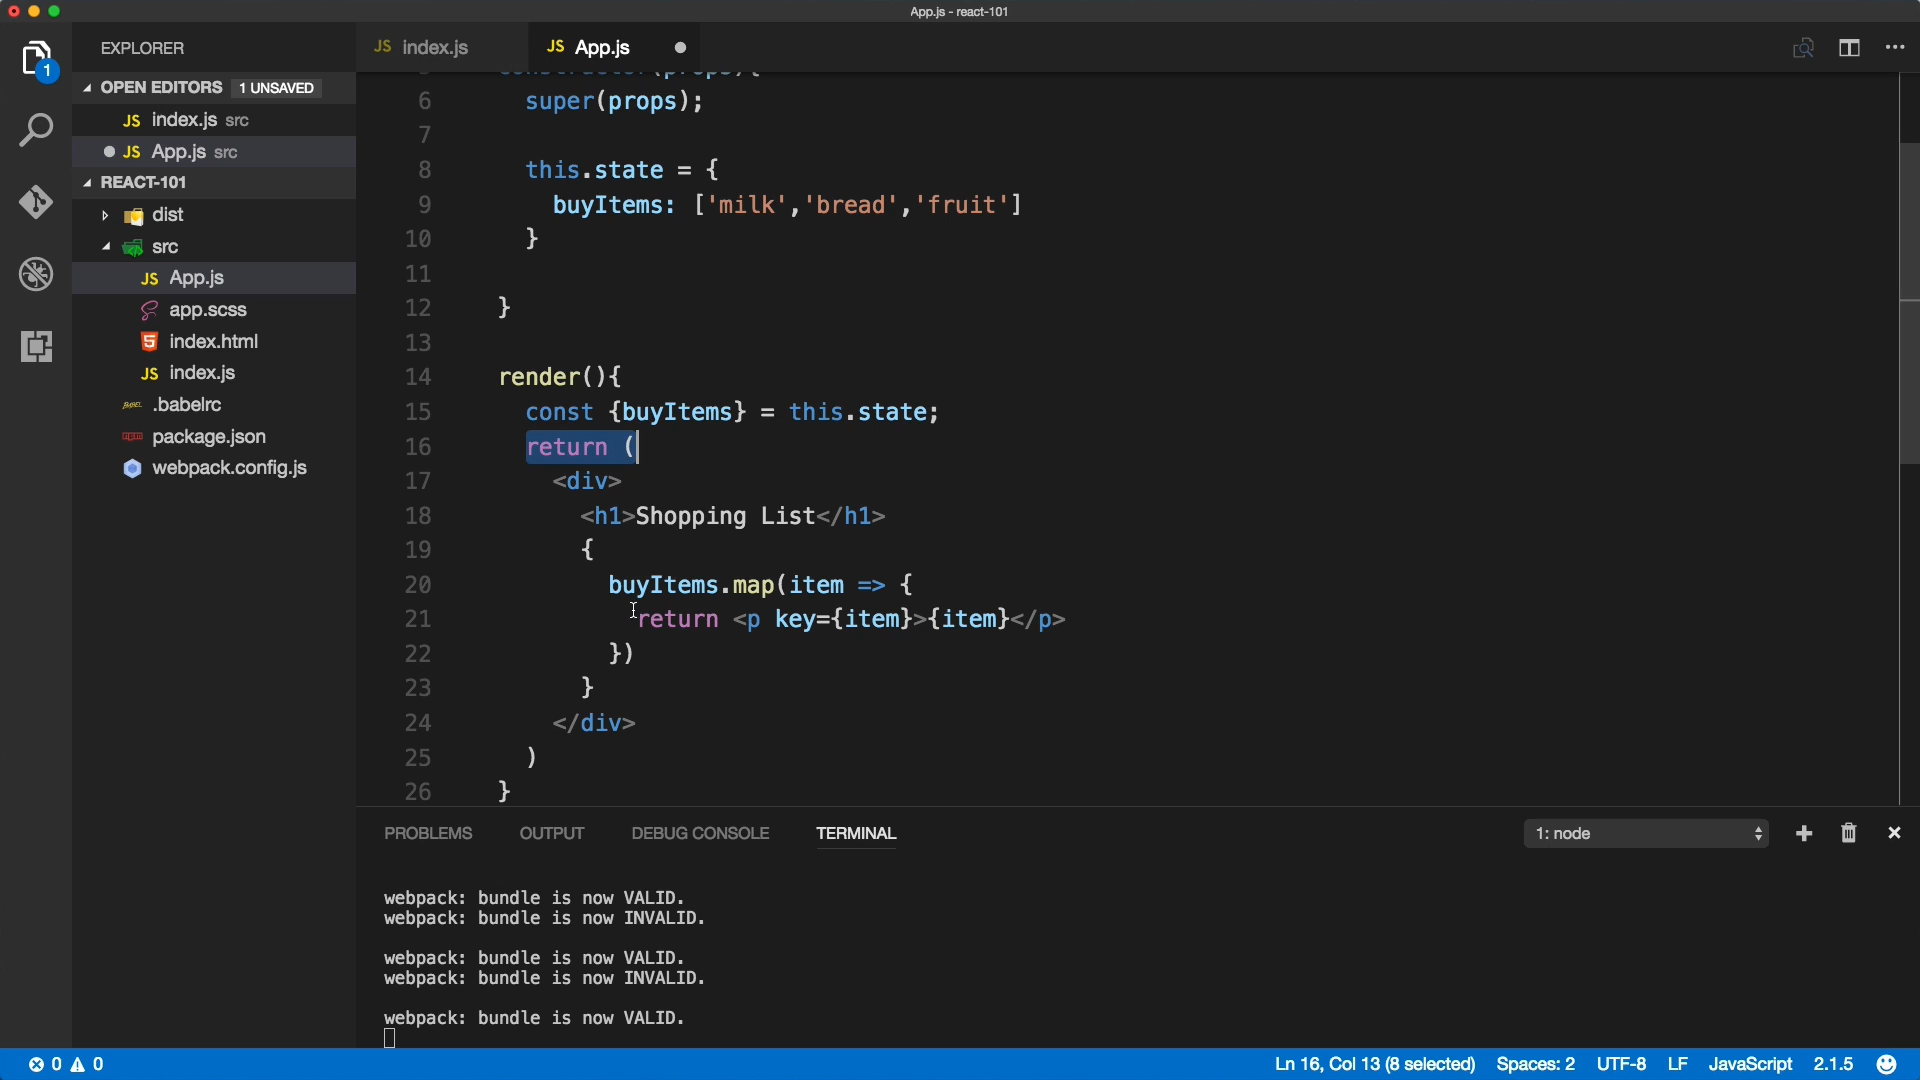 App.js - react-101
EXPLORER
JS index.js
JS App.js
1
OPEN EDITORS 1 UNSAVED
JS index.js src
JS App.js src
REACT-101
dist
src
JS App.js
app.scss
5 index.html
JS index.js
BABEL .babelrc
npm package.json
webpack.config.js
constructor(props){
6 super(props);
7
8 this.state = {
9 buyItems: ['milk','bread','fruit']
10 }
11
12 }
13
14 render(){
15 const {buyItems} = this.state;
16 return (
17 <div>
18 <h1>Shopping List</h1>
19 {
20 buyItems.map(item => {
21 return <p key={item}>{item}</p>
22 })
23 }
24 </div>
25 )
26 }
PROBLEMS OUTPUT DEBUG CONSOLE TERMINAL 1: node
webpack: bundle is now VALID.
webpack: bundle is now INVALID.
webpack: bundle is now VALID.
webpack: bundle is now INVALID.
webpack: bundle is now VALID.
0 0 Ln 16, Col 13 (8 selected) Spaces: 2 UTF-8 LF JavaScript 2.1.5